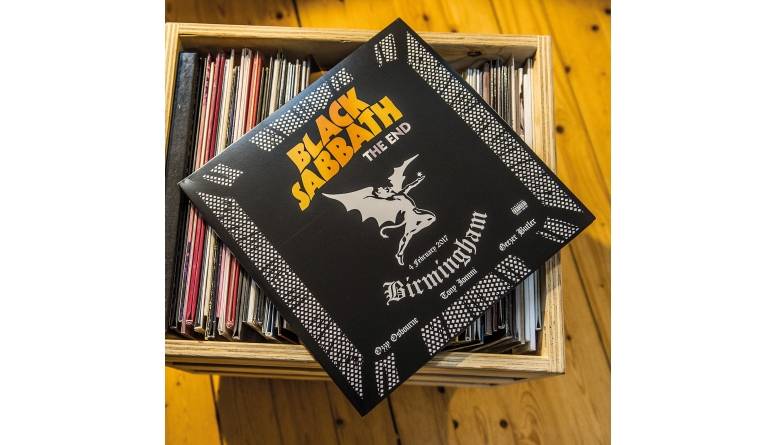 BLACK
SABBATH
THE END
4 February 2017
Birmingham
Ozzy Osbourne
Tony Iommi
Geezer Butler